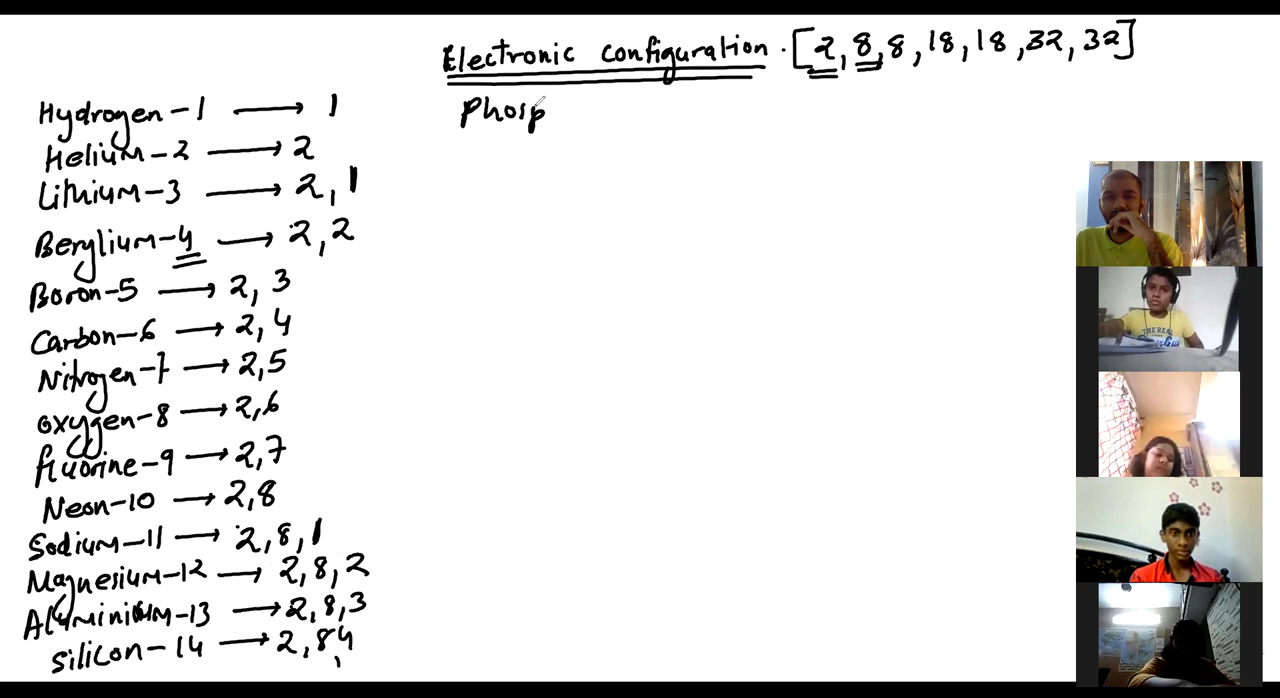 Electronic configuration . [2, 8, 8, 18, 18, 32, 32]
Hydrogen-1 → 1
Helium-2 → 2
Lithium-3 → 2, 1
Berylium-4 → 2, 2
Boron-5 → 2, 3
Carbon-6 → 2, 4
Nitrogen-7 → 2,5
oxygen-8 → 2,6
fluorine-9 → 2,7
Neon-10 → 2,8
Sodium-11 → 2, 8, 1
Magnesium-12 → 2, 8, 2
Aluminium-13 → 2, 8, 3
Silicon-14 → 2, 8, 4
Phosp
THE REAL